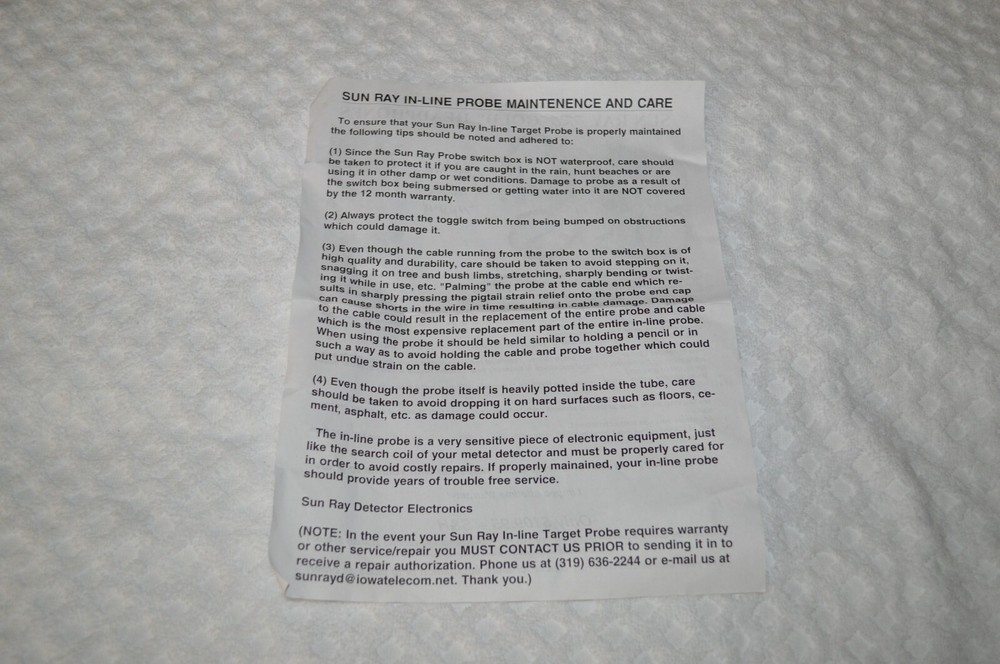 SUN RAY IN-LINE PROBE MAINTENENCE AND CARE
To ensure that your Sun Ray In-line Target Probe is properly maintained
the following tips should be noted and adhered to:
(1) Since the Sun Ray Probe switch box is NOT waterproof, care should
be taken to protect it if you are caught in the rain, hunt beaches or are
using it in other damp or wet conditions. Damage to probe as a result of
the switch box being submersed or getting water into it are NOT covered
by the 12 month warranty.
(2) Always protect the toggle switch from being bumped on obstructions
which could damage it.
(3) Even though the cable running from the probe to the switch box is of
high quality and durability, care should be taken to avoid stepping on it,
snagging it on tree and bush limbs, stretching, sharply bending or twist-
ing it while in use, etc. "Palming" the probe at the cable end which re-
sults in sharply pressing the pigtail strain relief onto the probe end cap
can cause shorts in the wire in time resulting in cable damage. Damage
to the cable could result in the replacement of the entire probe and cable
which is the most expensive replacement part of the entire in-line probe.
When using the probe it should be held similar to holding a pencil or in
such a way as to avoid holding the cable and probe together which could
put undue strain on the cable.
(4) Even though the probe itself is heavily potted inside the tube, care
should be taken to avoid dropping it on hard surfaces such as floors, ce-
ment, asphalt, etc. as damage could occur.
The in-line probe is a very sensitive piece of electronic equipment, just
like the search coil of your metal detector and must be properly cared for
in order to avoid costly repairs. If properly mainained, your in-line probe
should provide years of trouble free service.
Sun Ray Detector Electronics
(NOTE: In the event your Sun Ray In-line Target Probe requires warranty
or other service/repair you MUST CONTACT US PRIOR to sending it in to
receive a repair authorization. Phone us at (319) 636-2244 or e-mail us at
sunrayd@iowatelecom.net. Thank you.)